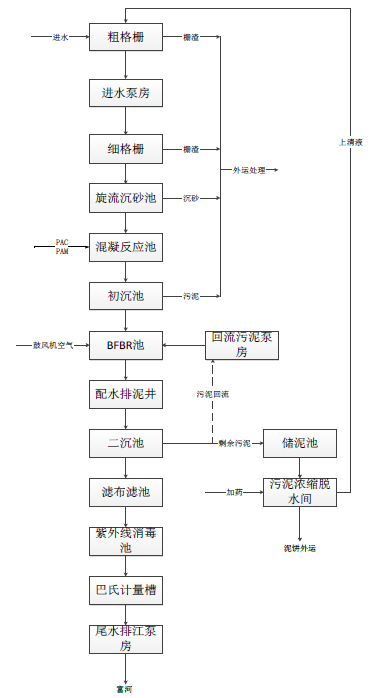 进水
粗格栅
栅渣
进水泵房
上清液
细格栅
栅渣
外运处理
旋流沉砂池
沉砂
PAC
PAM
混凝反应池
初沉池
污泥
鼓风机空气
BFBR池
回流污泥泵
房
配水排泥井
污泥回流
二沉池
剩余污泥
储泥池
滤布滤池
加药
污泥浓缩脱
水间
紫外线消毒
池
泥饼外运
巴氏计量槽
尾水排江泵
房
富河